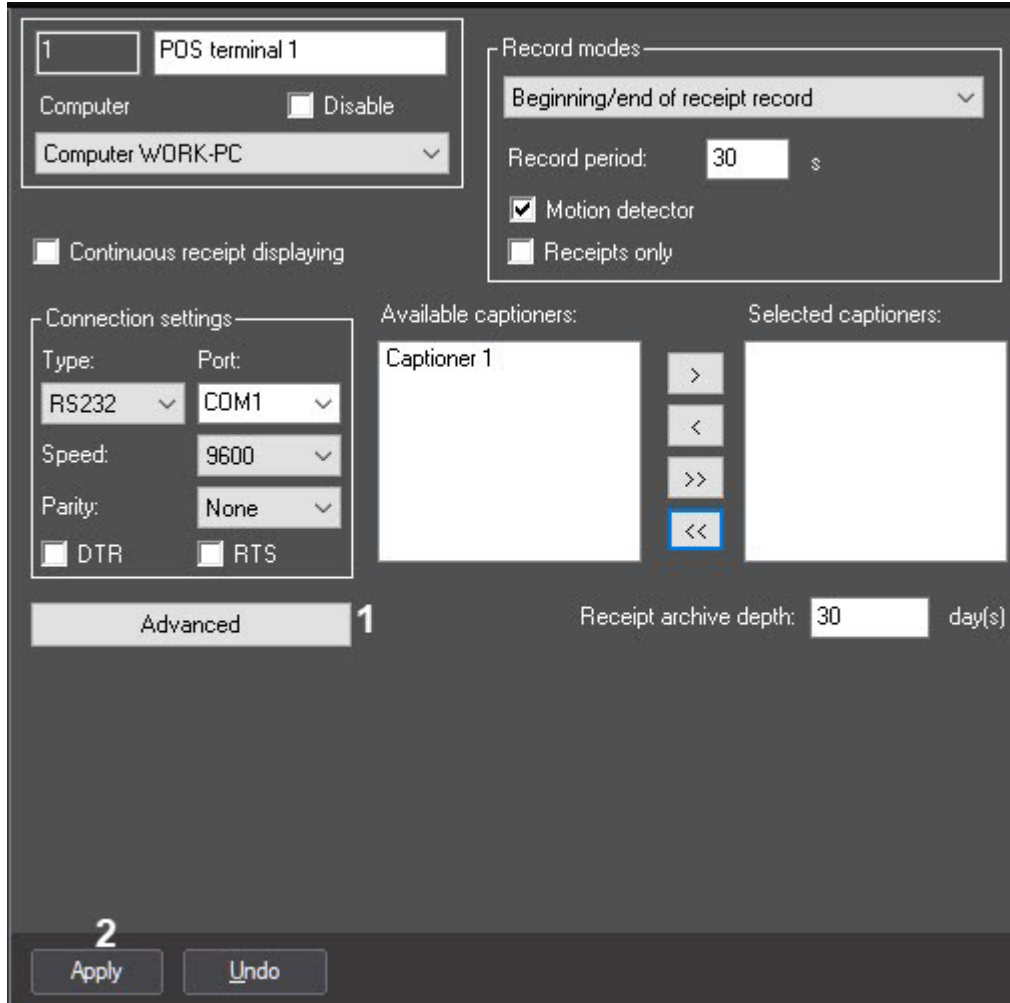 1
POS terminal 1
Computer
Disable
Computer WORK-PC
Record modes
Beginning/end of receipt record
Record period: 30 s
Motion detector
Receipts only
Continuous receipt displaying
Connection settings
Type: Port:
RS232 COM1
Speed: 9600
Parity: None
DTR RTS
Available captioners:
Captioner 1
>
<
>>
<<
Selected captioners:
Advanced 1
Receipt archive depth: 30 day(s)
2
Apply Undo